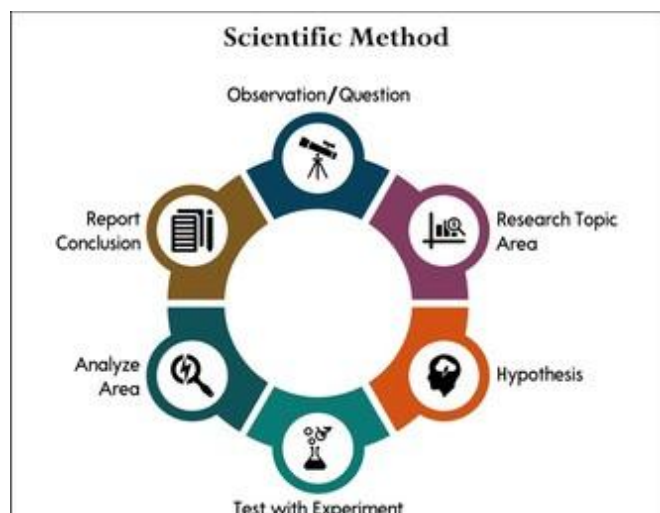 Scientific Method
Observation/Question
Research Topic
Area
Hypothesis
Test with Experiment
Analyze
Area
Report
Conclusion